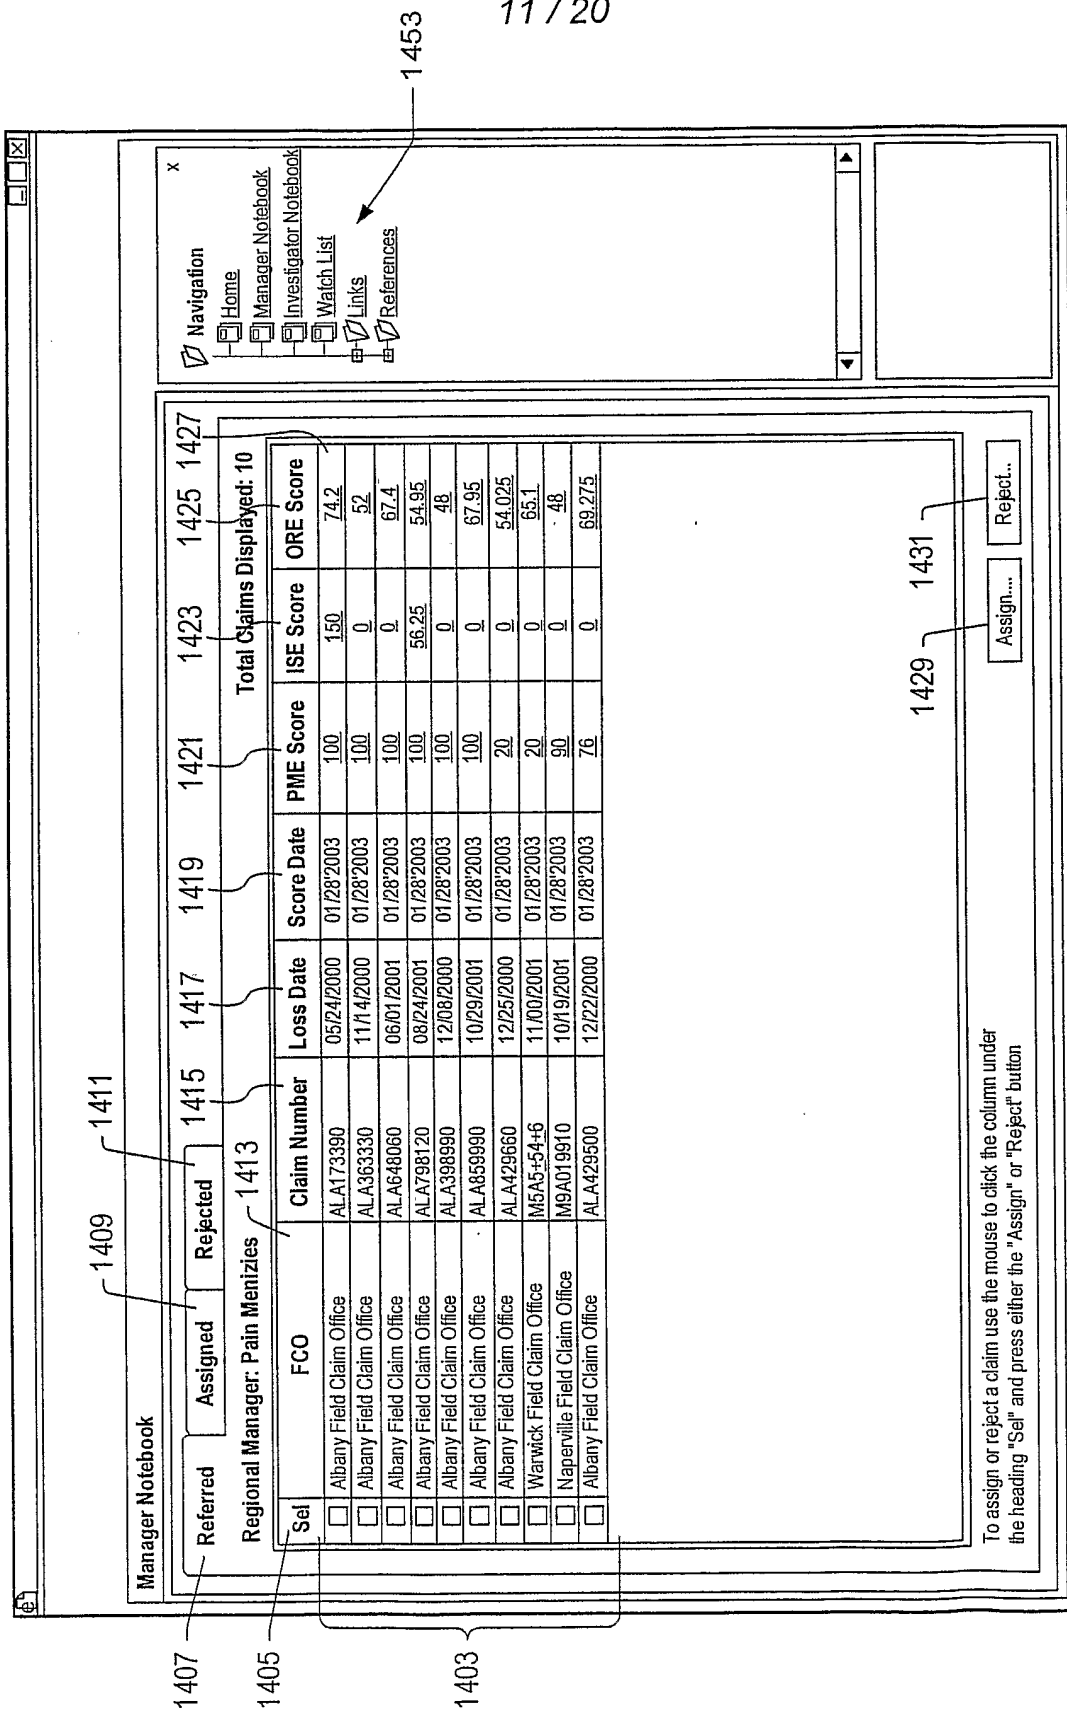 11 / 20
Manager Notebook
1409
1411
1407
Referred
Assigned
Rejected
1415 1417 1419 1421 1423 1425 1427
Regional Manager: Pain Menizies
1413
Total Claims Displayed: 10
1405
Sel FCO Claim Number Loss Date Score Date PME Score ISE Score ORE Score
Albany Field Claim Office ALA173390 05/24/2000 01/28'2003 100 150 74.2
Albany Field Claim Office AL5A363330 11/14/2000 01/28'2003 100 0 52
Albany Field Claim Office ALA648060 06/01/2001 01/28'2003 100 0 67.4
Albany Field Claim Office ALA798120 08/24/2001 01/28'2003 100 56.25 54.95
Albany Field Claim Office ALA398990 12/08/2000 01/28'2003 100 0 48
Albany Field Claim Office ALA859990 10/29/2001 01/28'2003 100 0 67.95
Albany Field Claim Office ALA429660 12/25/2000 01/28'2003 20 0 54.025
Warwick Field Claim Office M5A5+54+6 11/00/2001 01/28'2003 20 0 65.1
Naperville Field Claim Office M9A019910 10/19/2001 01/28'2003 90 0 48
Albany Field Claim Office ALA429500 12/22/2000 01/28'2003 76 0 69.275
1403
1429
1431
To assign or reject a claim use the mouse to click the column under
the heading "Sel" and press either the "Assign" or "Reject" button
Assign....
Reject...
Navigation
x
Home
Manager Notebook
Investigator Notebook
Watch List
Links
References
1453